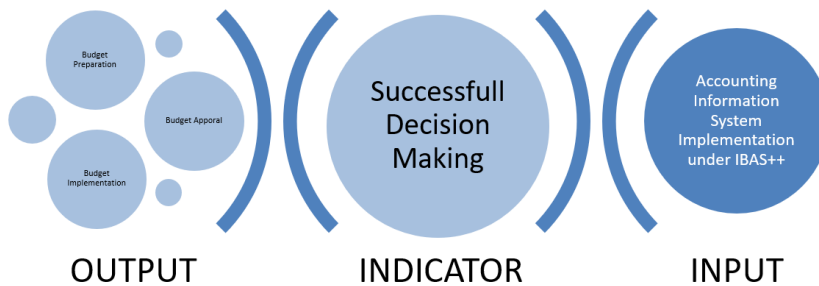 Budget
Preparation
Budget Apporal
Budget
Implementation
OUTPUT
Successfull
Decision
Making
INDICATOR
Accounting
Information
System
Implementation
under IBAS++
INPUT